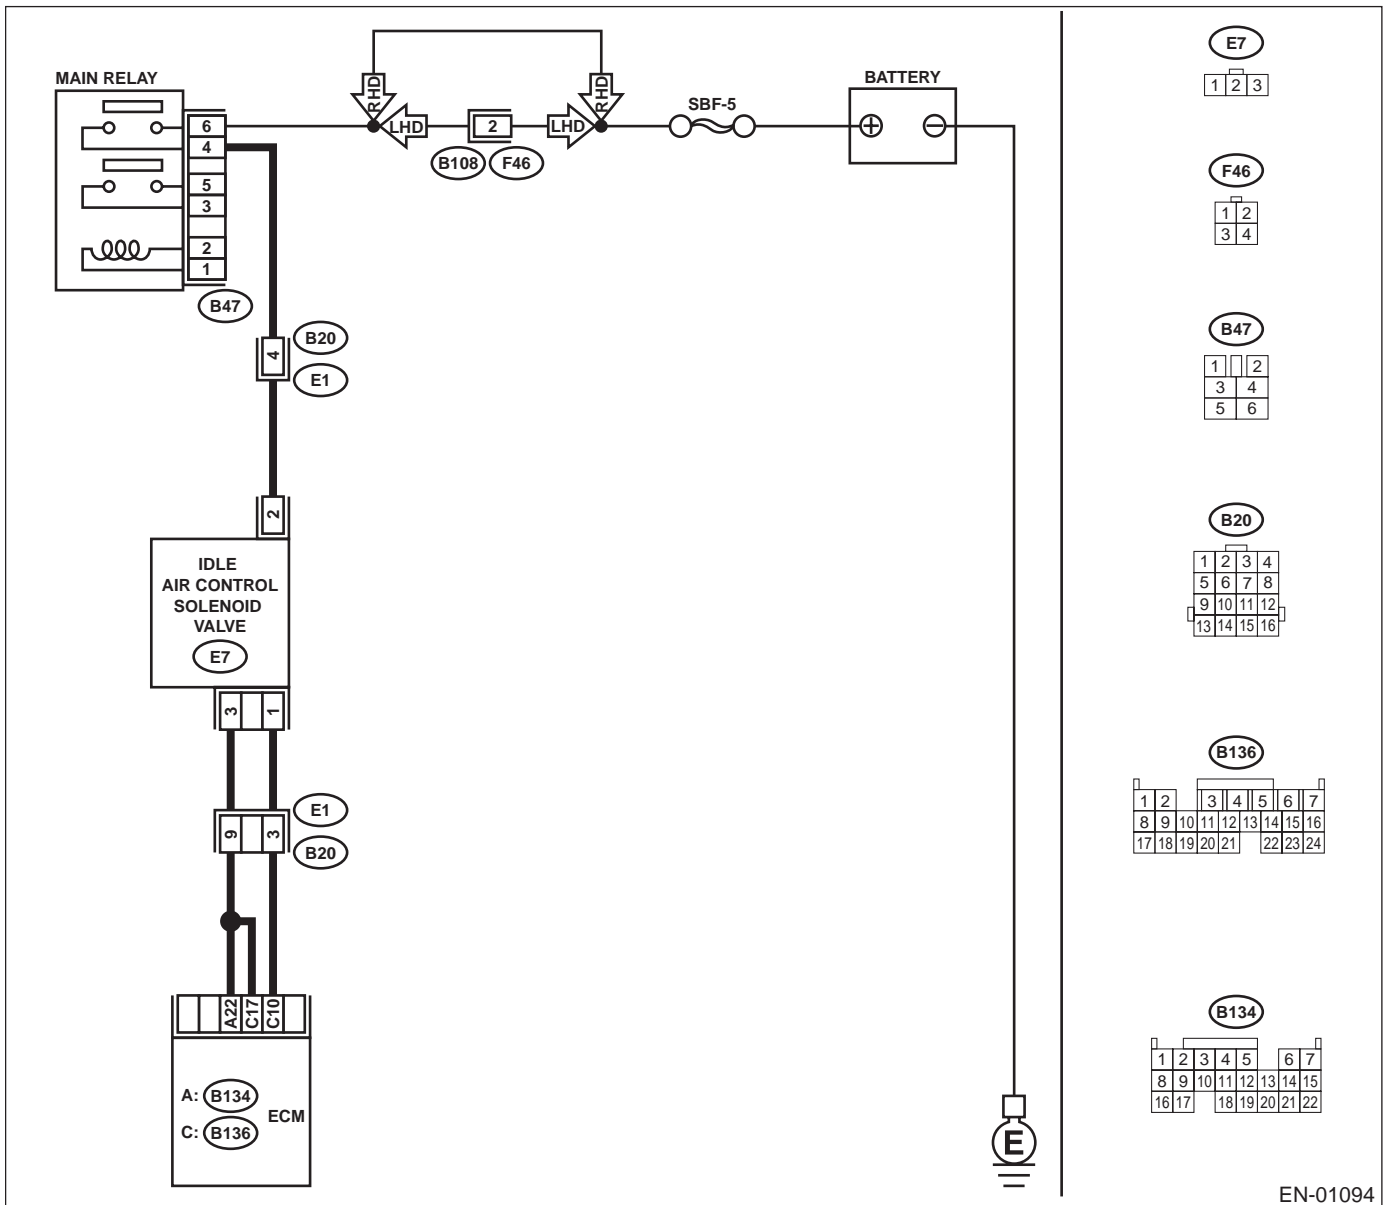 MAIN RELAY
6
4
5
3
2
1
B47
RHD
LHD
2
LHD
RHD
B108
F46
SBF-5
BATTERY
4
B20
E1
2
IDLE
AIR CONTROL
SOLENOID
VALVE
E7
3 1
E1
9 3
B20
A22 C17 C10
A: B134
C: B136
ECM
E
E7
1 2 3
F46
1 2
3 4
B47
1 2
3 4
5 6
B20
1 2 3 4
5 6 7 8
9 10 11 12
13 14 15 16
B136
1 2 3 4 5 6 7
8 9 10 11 12 13 14 15 16
17 18 19 20 21 22 23 24
B134
1 2 3 4 5 6 7
8 9 10 11 12 13 14 15
16 17 18 19 20 21 22
EN-01094